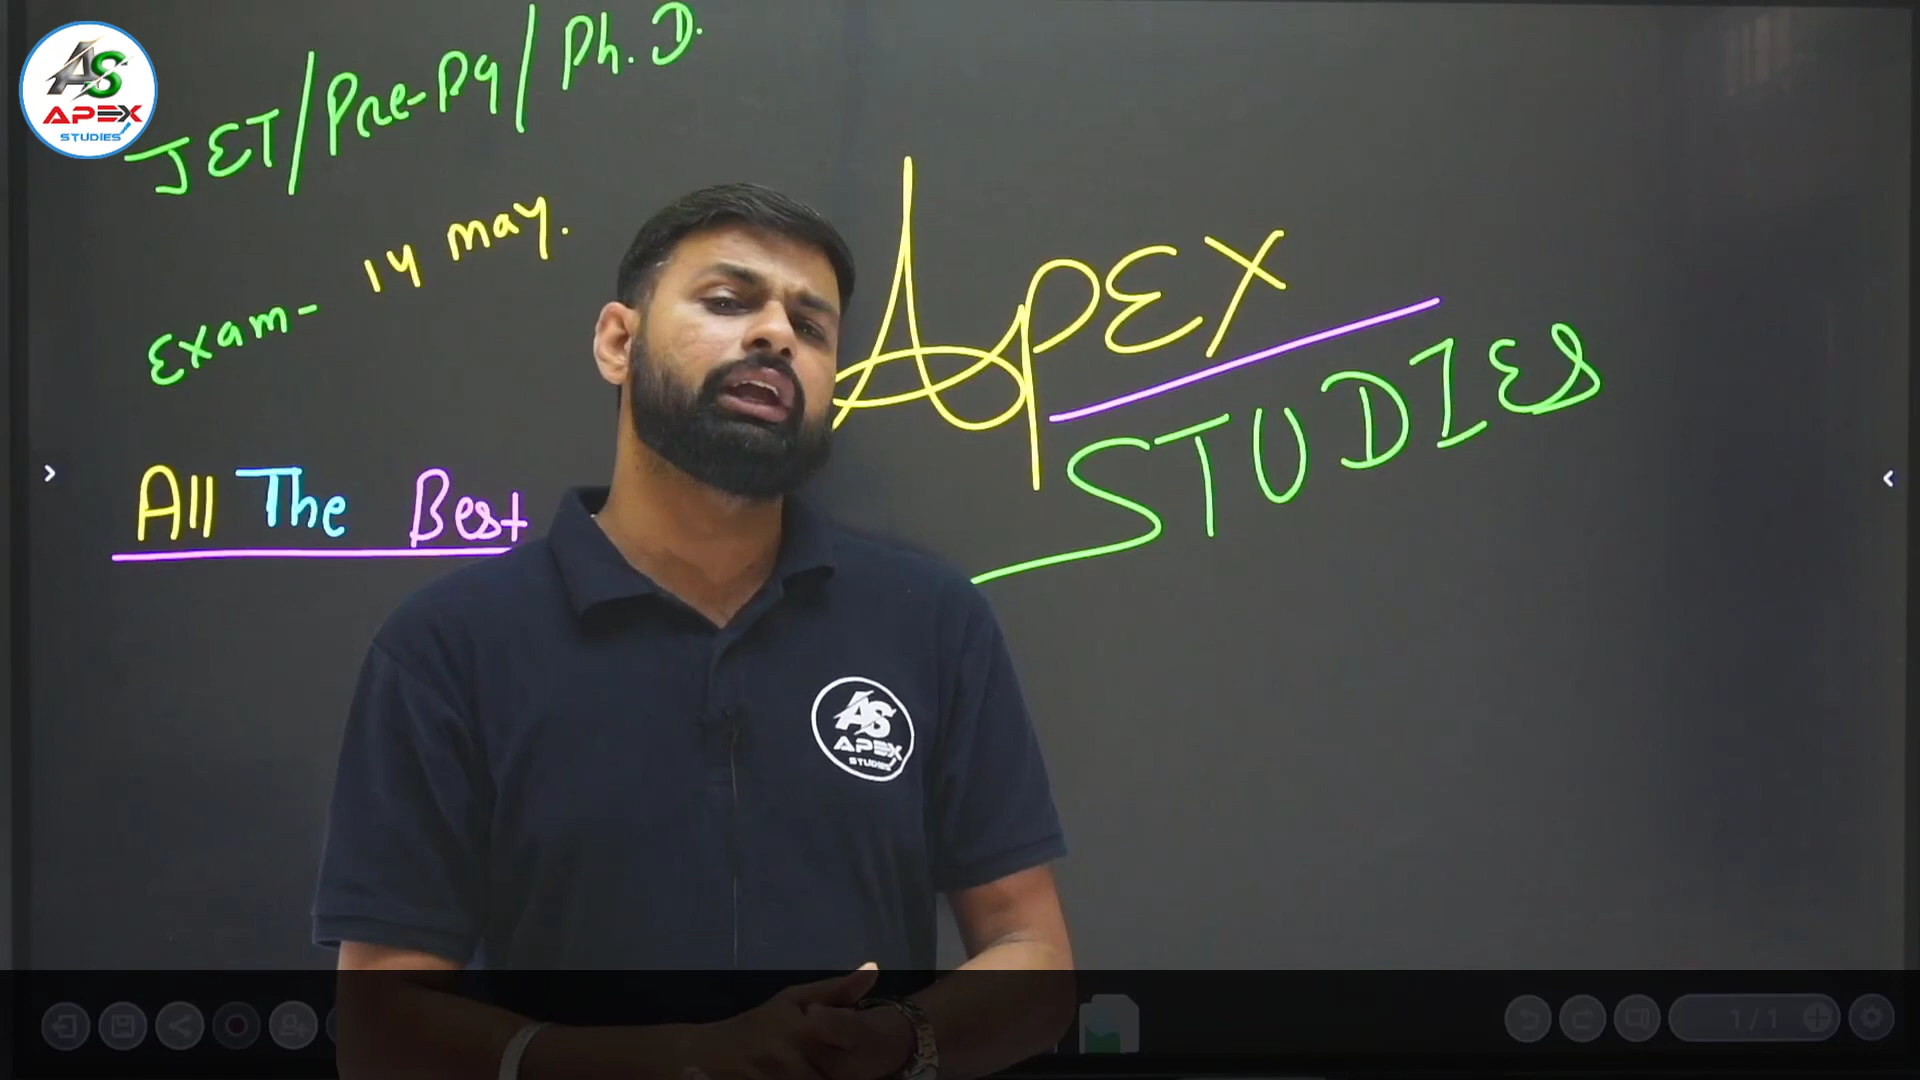 AS
APEX
STUDIES
JET/Pre-PG/Ph.D.
Exam- 14 may.
All The Best
APEX
STUDIES
AS
APEX
STUDIES
1/1